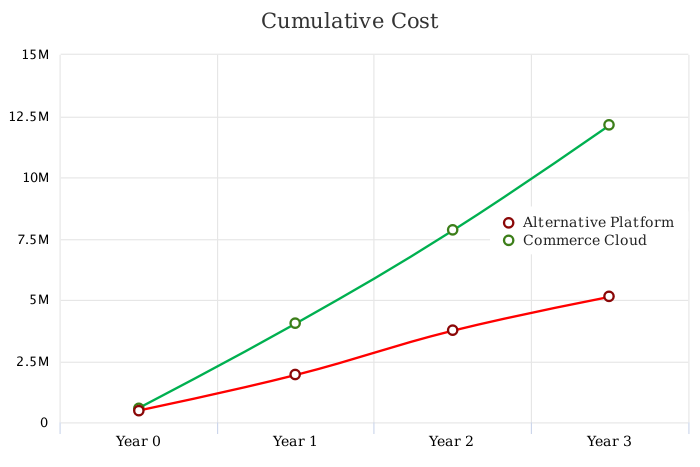 Cumulative Cost
15M
12.5M
10M
7.5M
5M
2.5M
0
Alternative Platform
Commerce Cloud
Year 0
Year 1
Year 2
Year 3